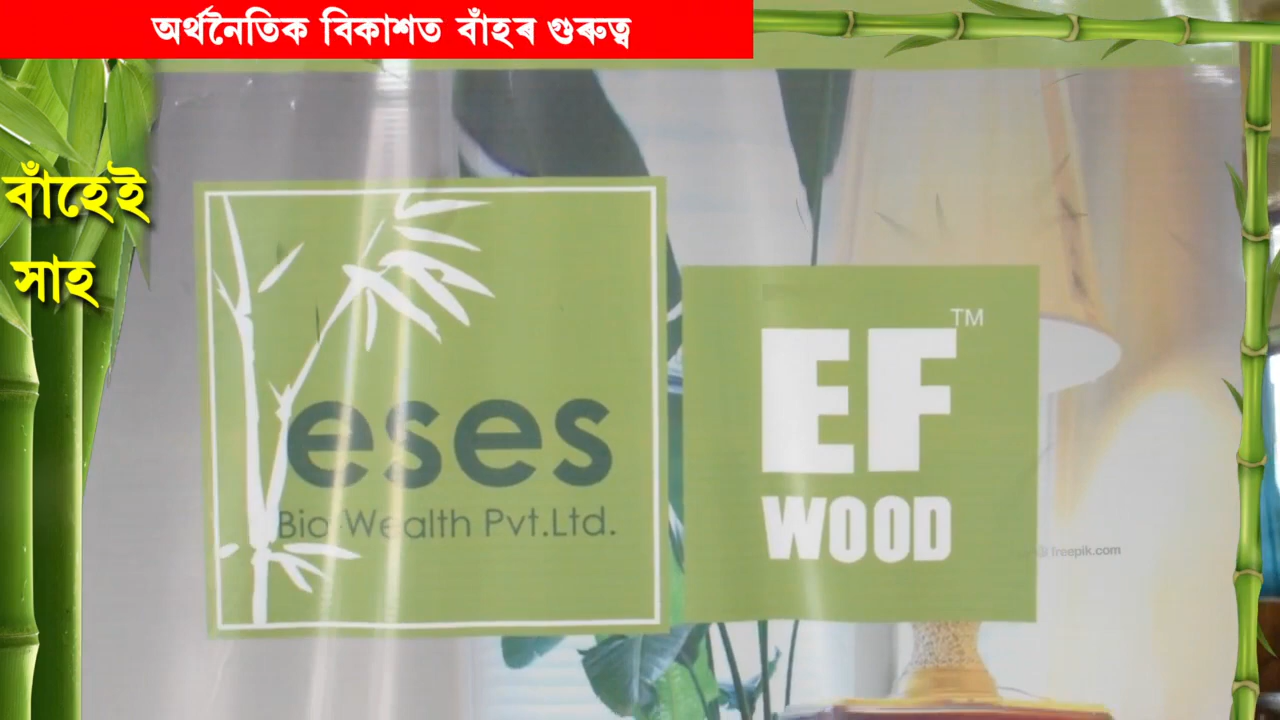 অৰ্থনৈতিক বিকাশত বাঁহৰ গুৰুত্ব
বাঁহেই
সাহ
eses
Bio-Wealth Pvt.Ltd.
EF
TM
WOOD
freepik.com